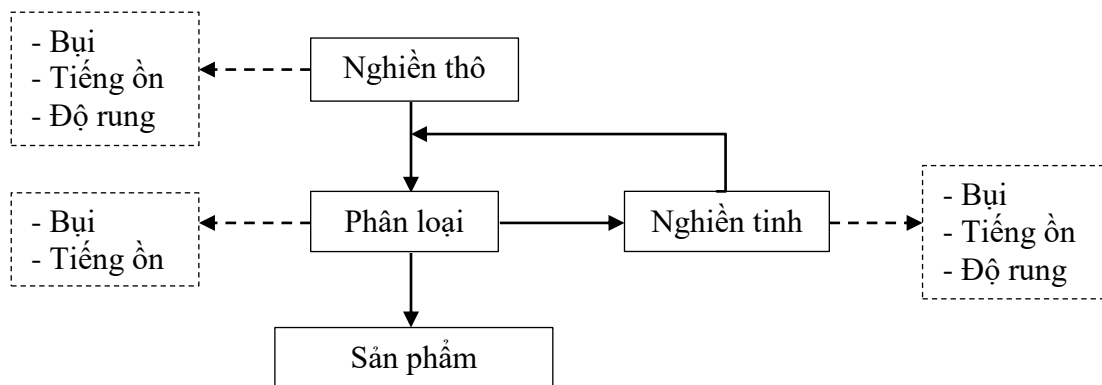 - Bụi
- Tiếng ồn
- Độ rung
Nghiền thô
- Bụi
- Tiếng ồn
Phân loại
Nghiền tinh
- Bụi
- Tiếng ồn
- Độ rung
Sản phẩm